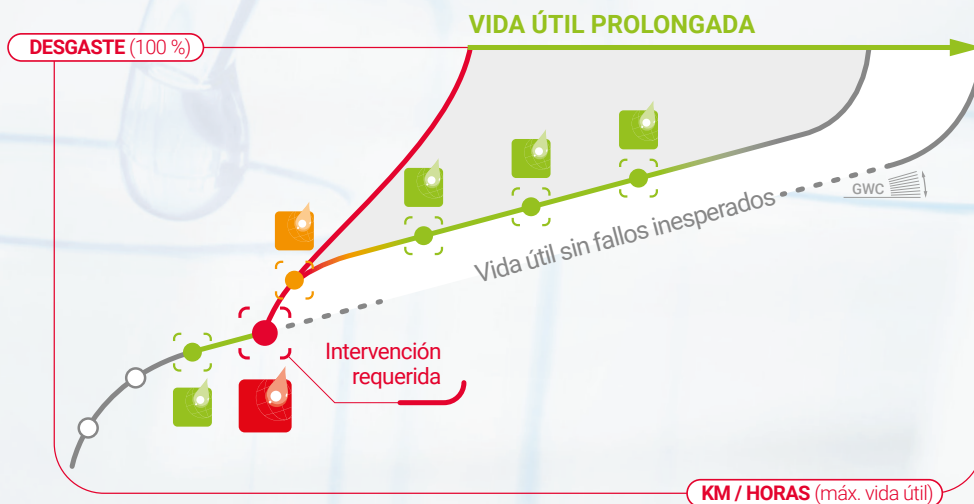 VIDA ÚTIL PROLONGADA
DESGASTE (100 %)
GWC
Vida útil sin fallos inesperados
Intervención
requerida
KM / HORAS (máx. vida útil)